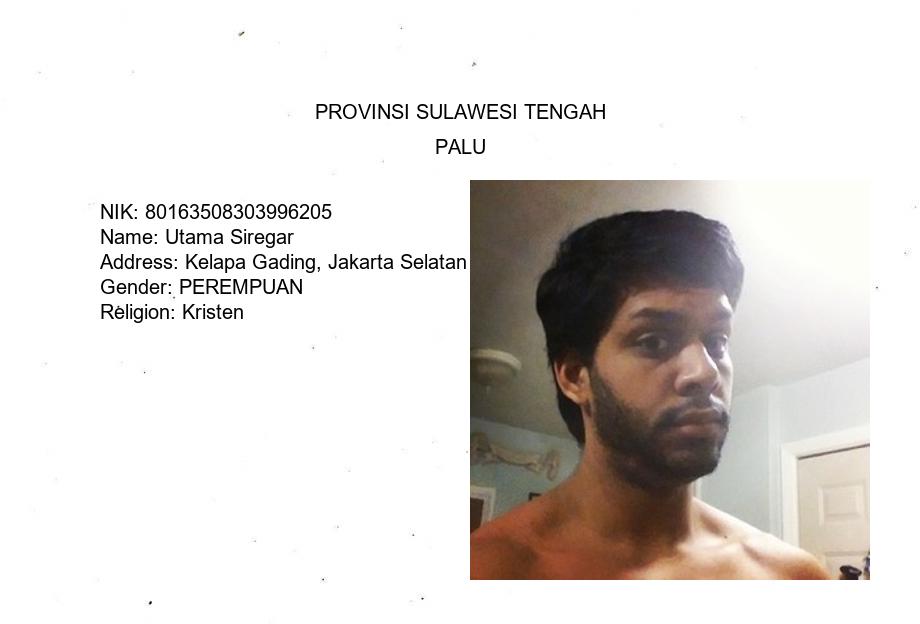 PROVINSI SULAWESI TENGAH
PALU
NIK: 80163508303996205
Name: Utama Siregar
Address: Kelapa Gading, Jakarta Selatan
Gender: PEREMPUAN
Religion: Kristen